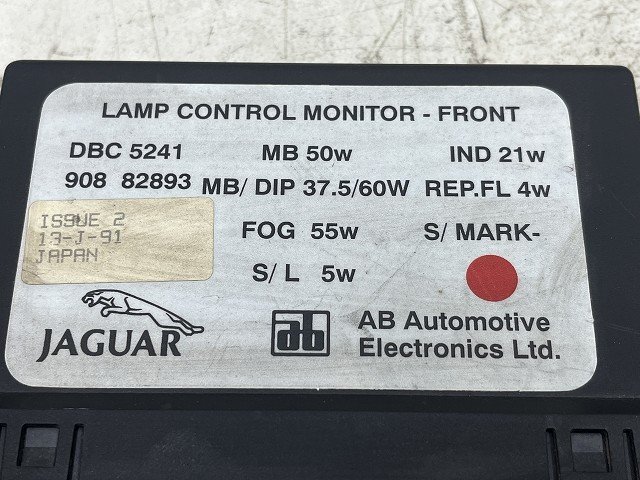 LAMP CONTROL MONITOR - FRONT
DBC 5241 MB 50w IND 21w
908 82893 MB/ DIP 37.5/60W REP.FL 4w
ISSUE 2 FOG 55w S/ MARK-
13-J-91
JAPAN S/ L 5w
JAGUAR ab AB Automotive
Electronics Ltd.